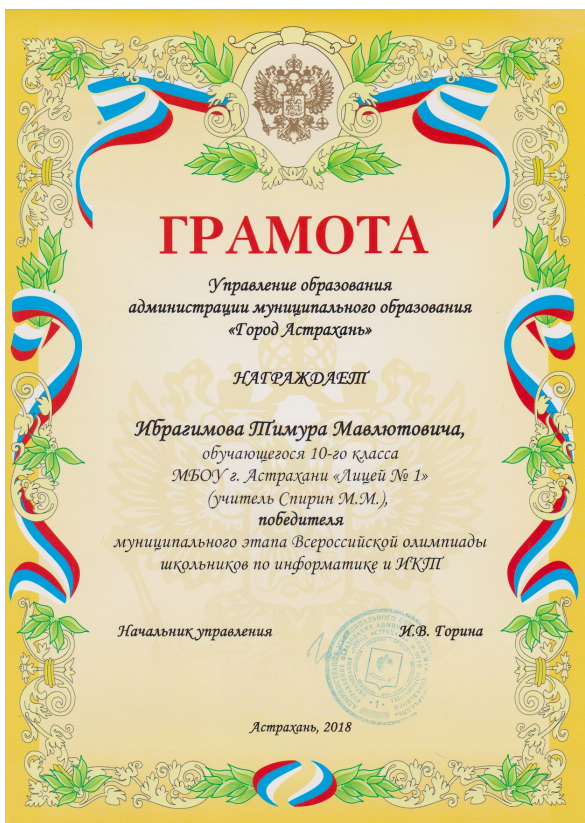 ГРАМОТА
Управление образования
администрации муниципального образования
«Город Астрахань»
НАГРАЖДАЕТ
Ибрагимова Тимура Мавлютовича,
обучающегося 10-го класса
МБОУ г. Астрахани «Лицей № 1»
(учитель Спирин М.М.),
победителя
муниципального этапа Всероссийской олимпиады
школьников по информатике и ИКТ
Начальник управления И.В. Горина
Астрахань, 2018